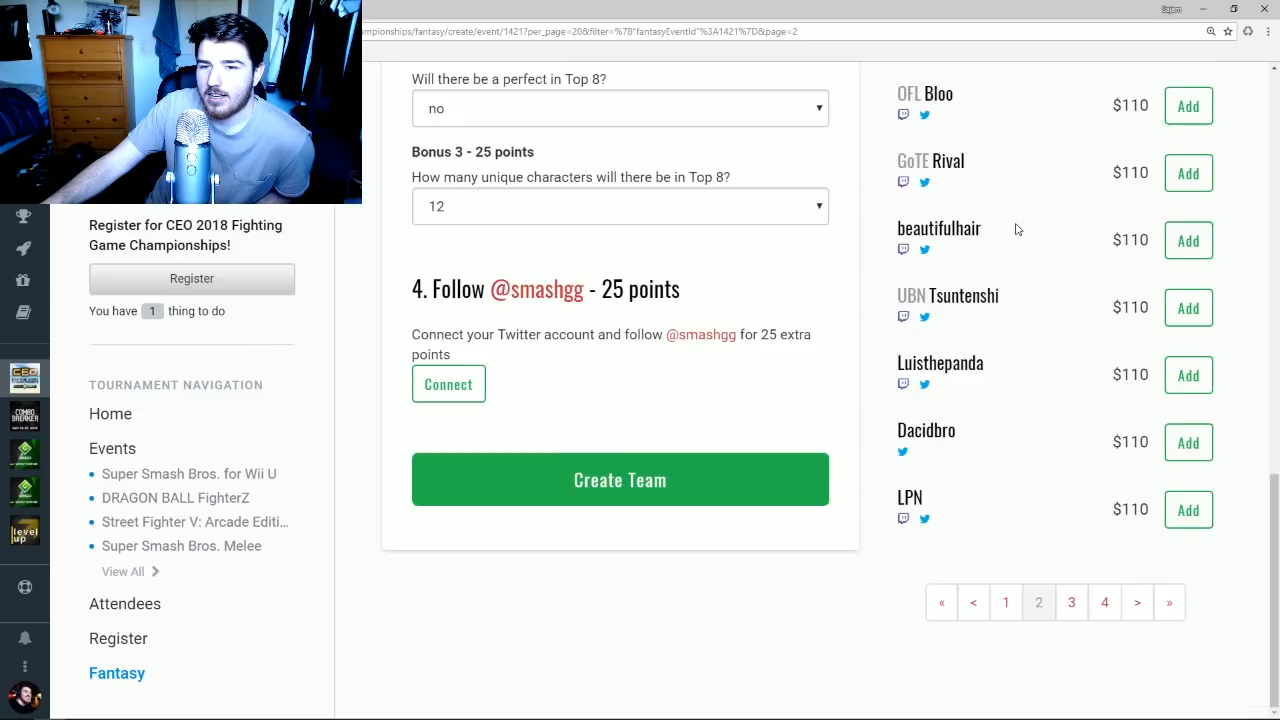 Bojon
mpionships/fantasy/create/event/1421?per_page=20&filter=%7B"fantasyEventId"%3A1421%7D&page=2
Register for CEO 2018 Fighting
Game Championships!
Register
You have 1 thing to do
TOURNAMENT NAVIGATION
Home
Events
Super Smash Bros. for Wii U
DRAGON BALL FighterZ
Street Fighter V: Arcade Editi...
Super Smash Bros. Melee
View All
Attendees
Register
Fantasy
CEO
COMBO
BREAKER
level
up
Will there be a perfect in Top 8?
no
Bonus 3 - 25 points
How many unique characters will there be in Top 8?
12
4. Follow @smashgg - 25 points
Connect your Twitter account and follow @smashgg for 25 extra
points
Connect
Create Team
OFL Bloo $110 Add
GoTE Rival $110 Add
beautifulhair $110 Add
UBN Tsuntenshi $110 Add
Luisthepanda $110 Add
Dacidbro $110 Add
LPN $110 Add
« < 1 2 3 4 > »